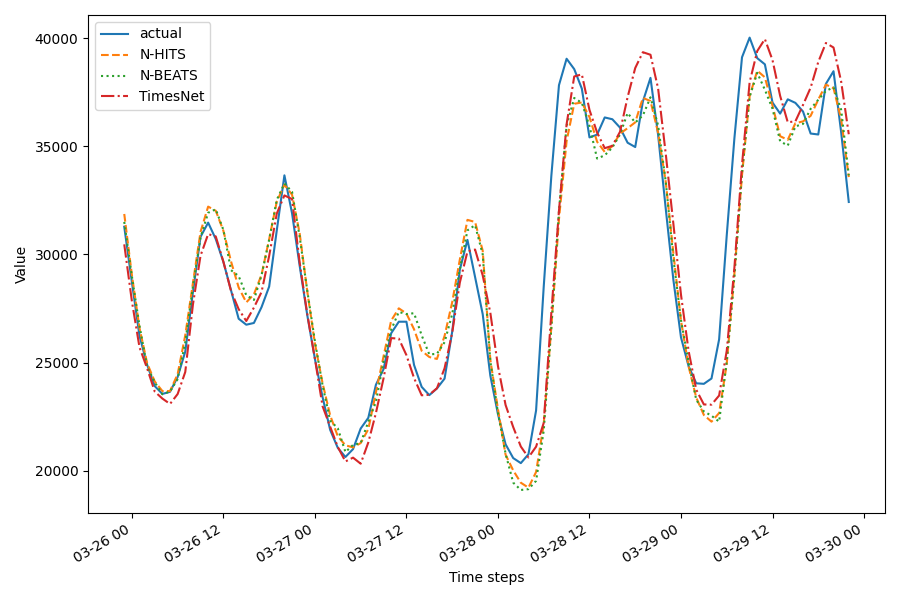 actual
N-HITS
N-BEATS
TimesNet
40000
35000
30000
25000
20000
Value
03-26 00
03-26 12
03-27 00
03-27 12
03-28 00
03-28 12
03-29 00
03-29 12
03-30 00
Time steps